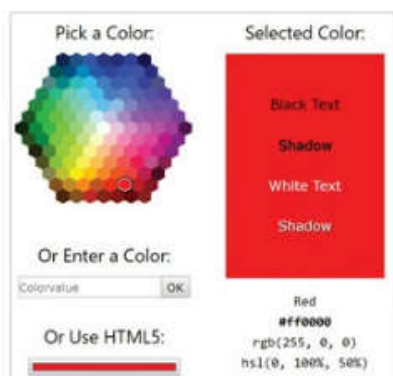 Pick a Color:
Or Enter a Color:
Colorvalue
OK
Or Use HTML5:
Selected Color:
Black Text
Shadow
White Text
Shadow
Red
#ff0000
rgb(255, 0, 0)
hsl(0, 100%, 50%)